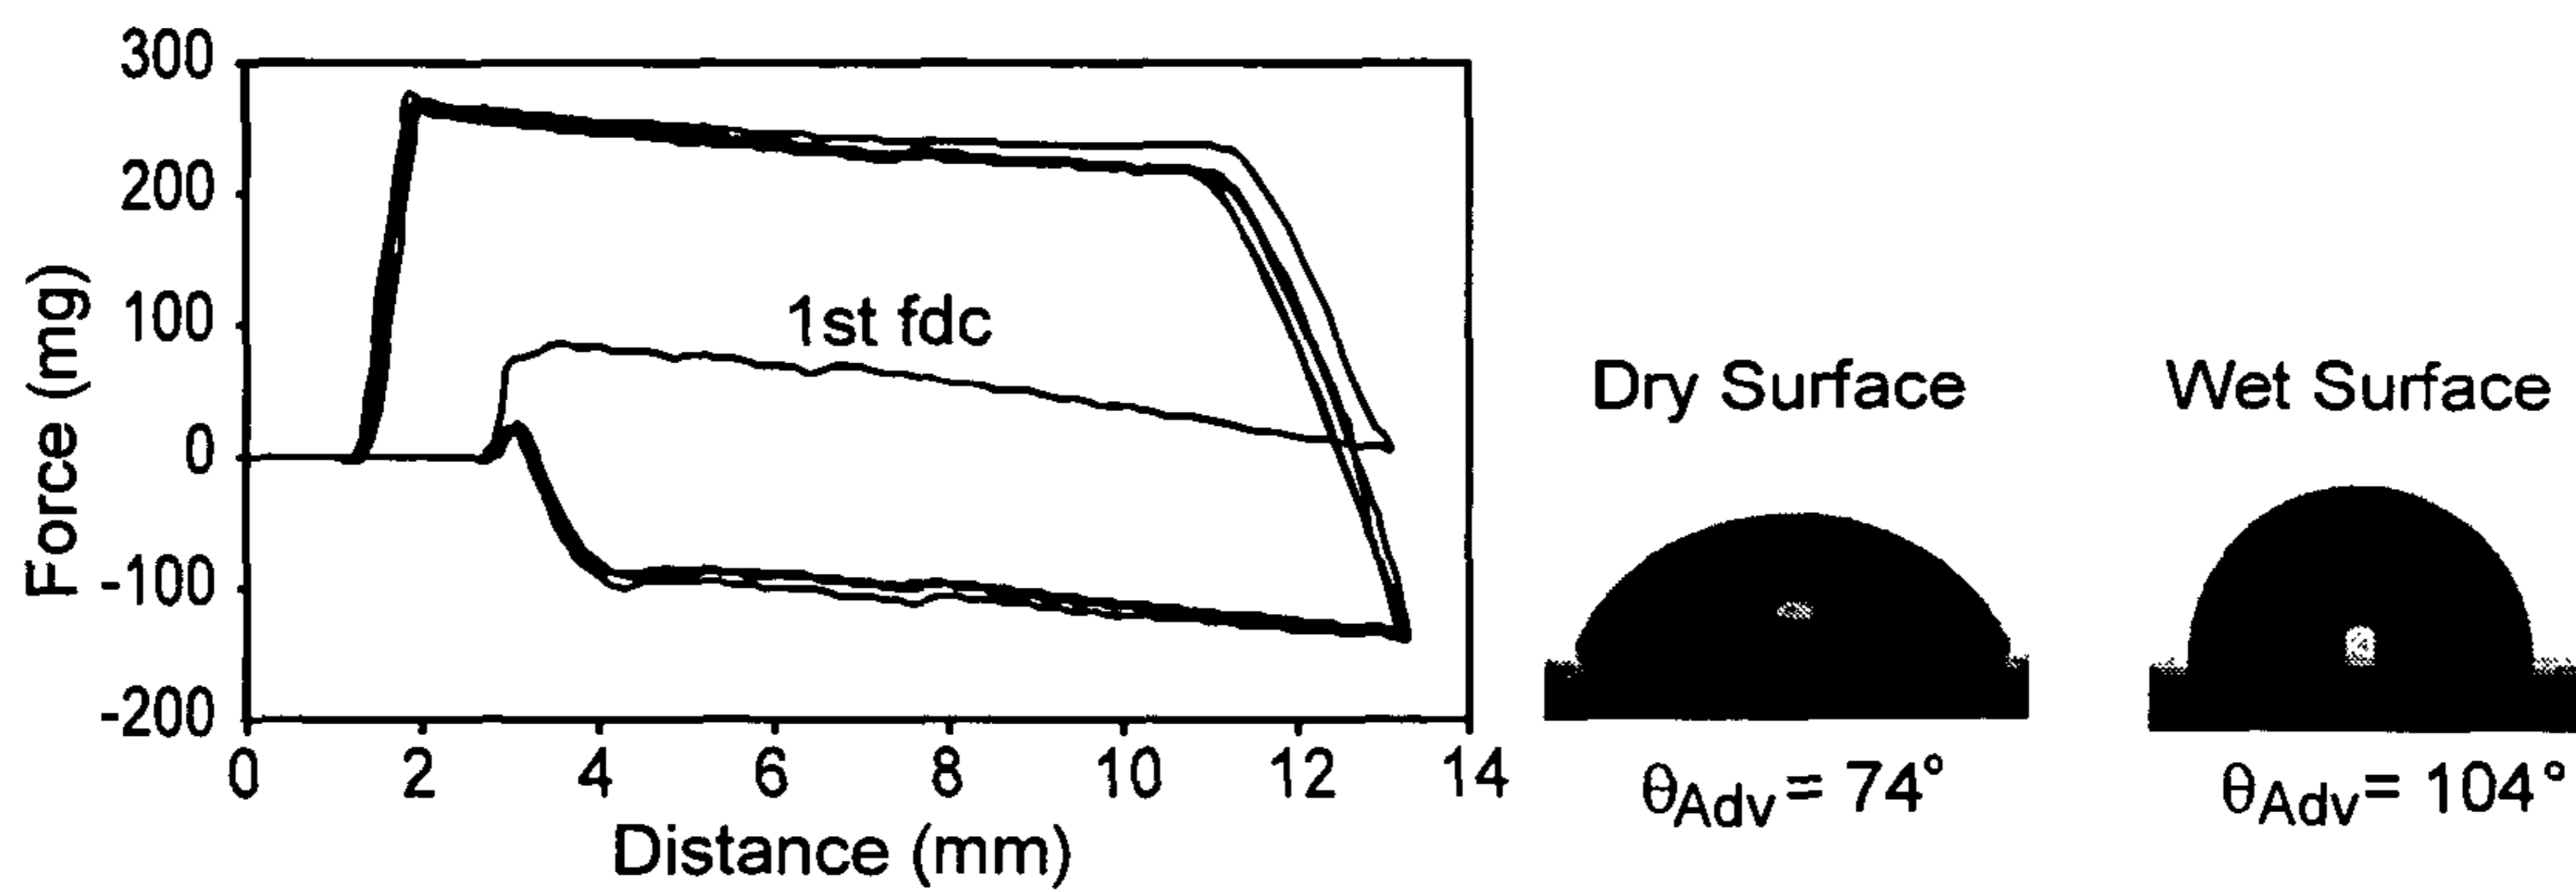 300
200
100
0
-100
-200
Force (mg)
1st fdc
0 2 4 6 8 10 12 14
Distance (mm)
Dry Surface
θAdv = 74°
Wet Surface
θAdv = 104°